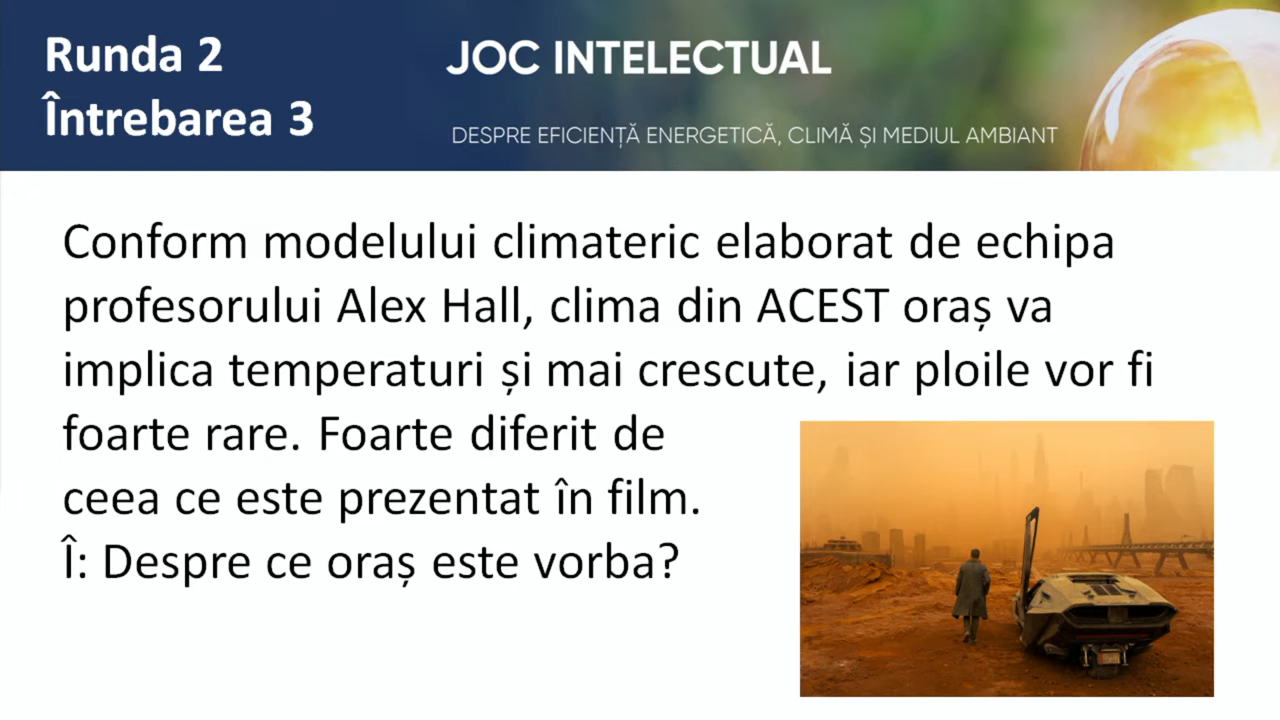 Runda 2
Întrebarea 3
JOC INTELECTUAL
DESPRE EFICIENȚĂ ENERGETICĂ, CLIMĂ ȘI MEDIUL AMBIANT
Conform modelului climateric elaborat de echipa
profesorului Alex Hall, clima din ACEST oraș va
implica temperaturi și mai crescute, iar ploile vor fi
foarte rare. Foarte diferit de
ceea ce este prezentat în film.
Î: Despre ce oraș este vorba?